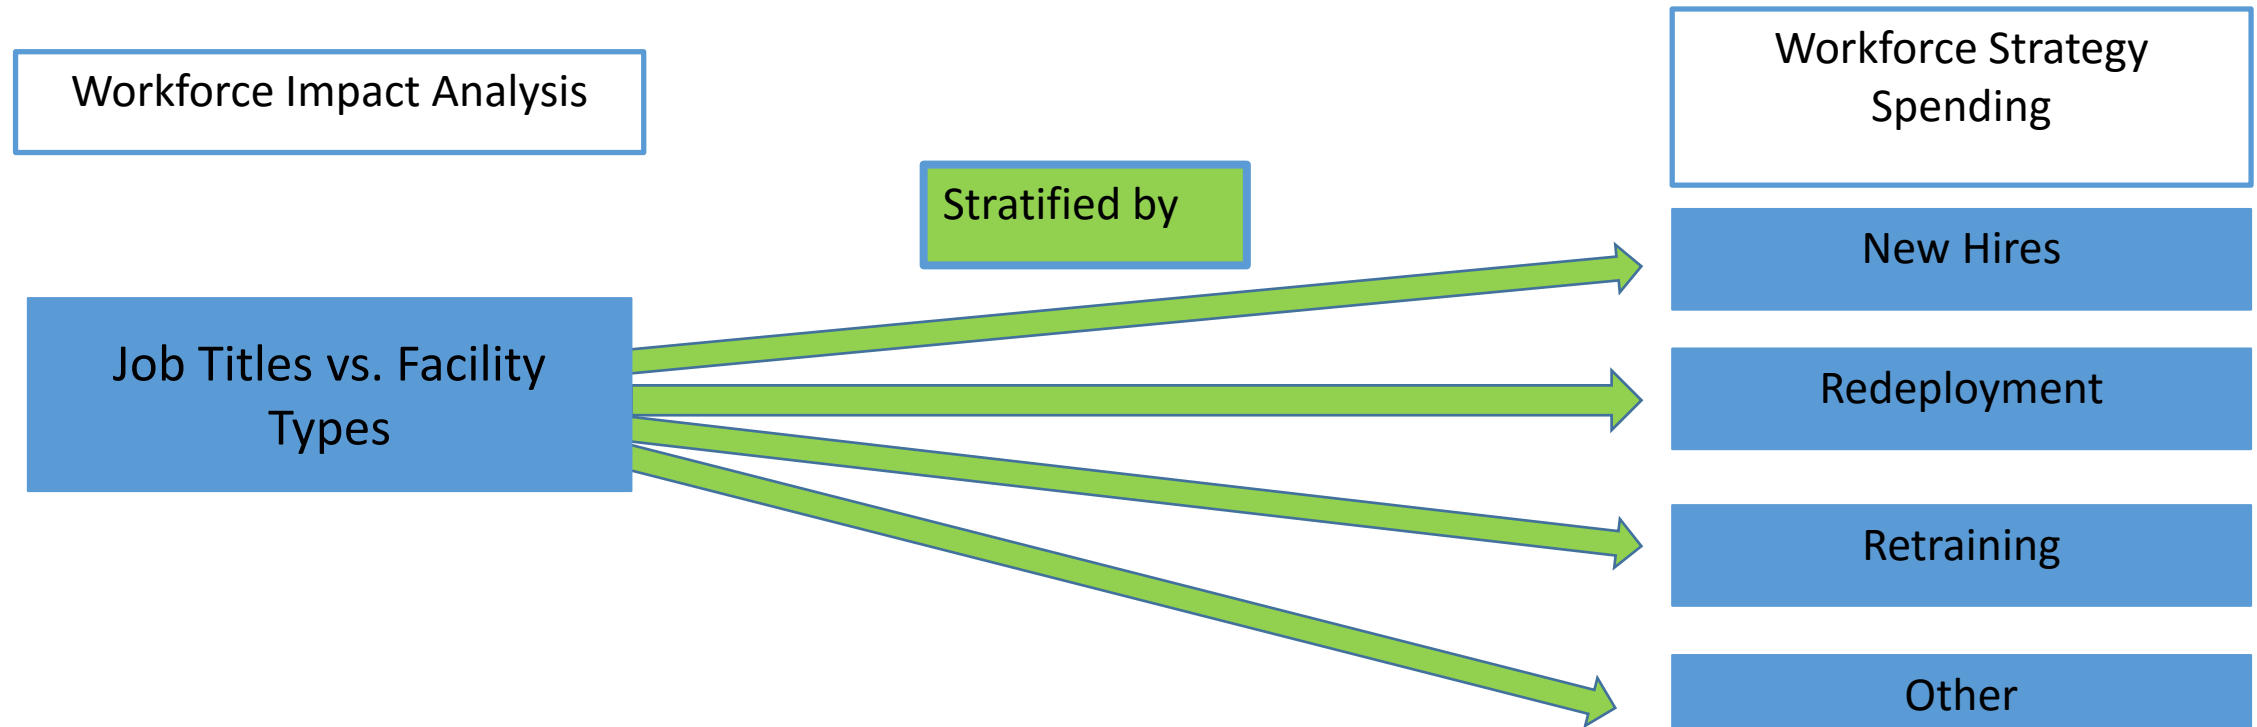 Workforce Impact Analysis
Workforce Strategy
Spending
Stratified by
New Hires
Job Titles vs. Facility
Types
Redeployment
Retraining
Other